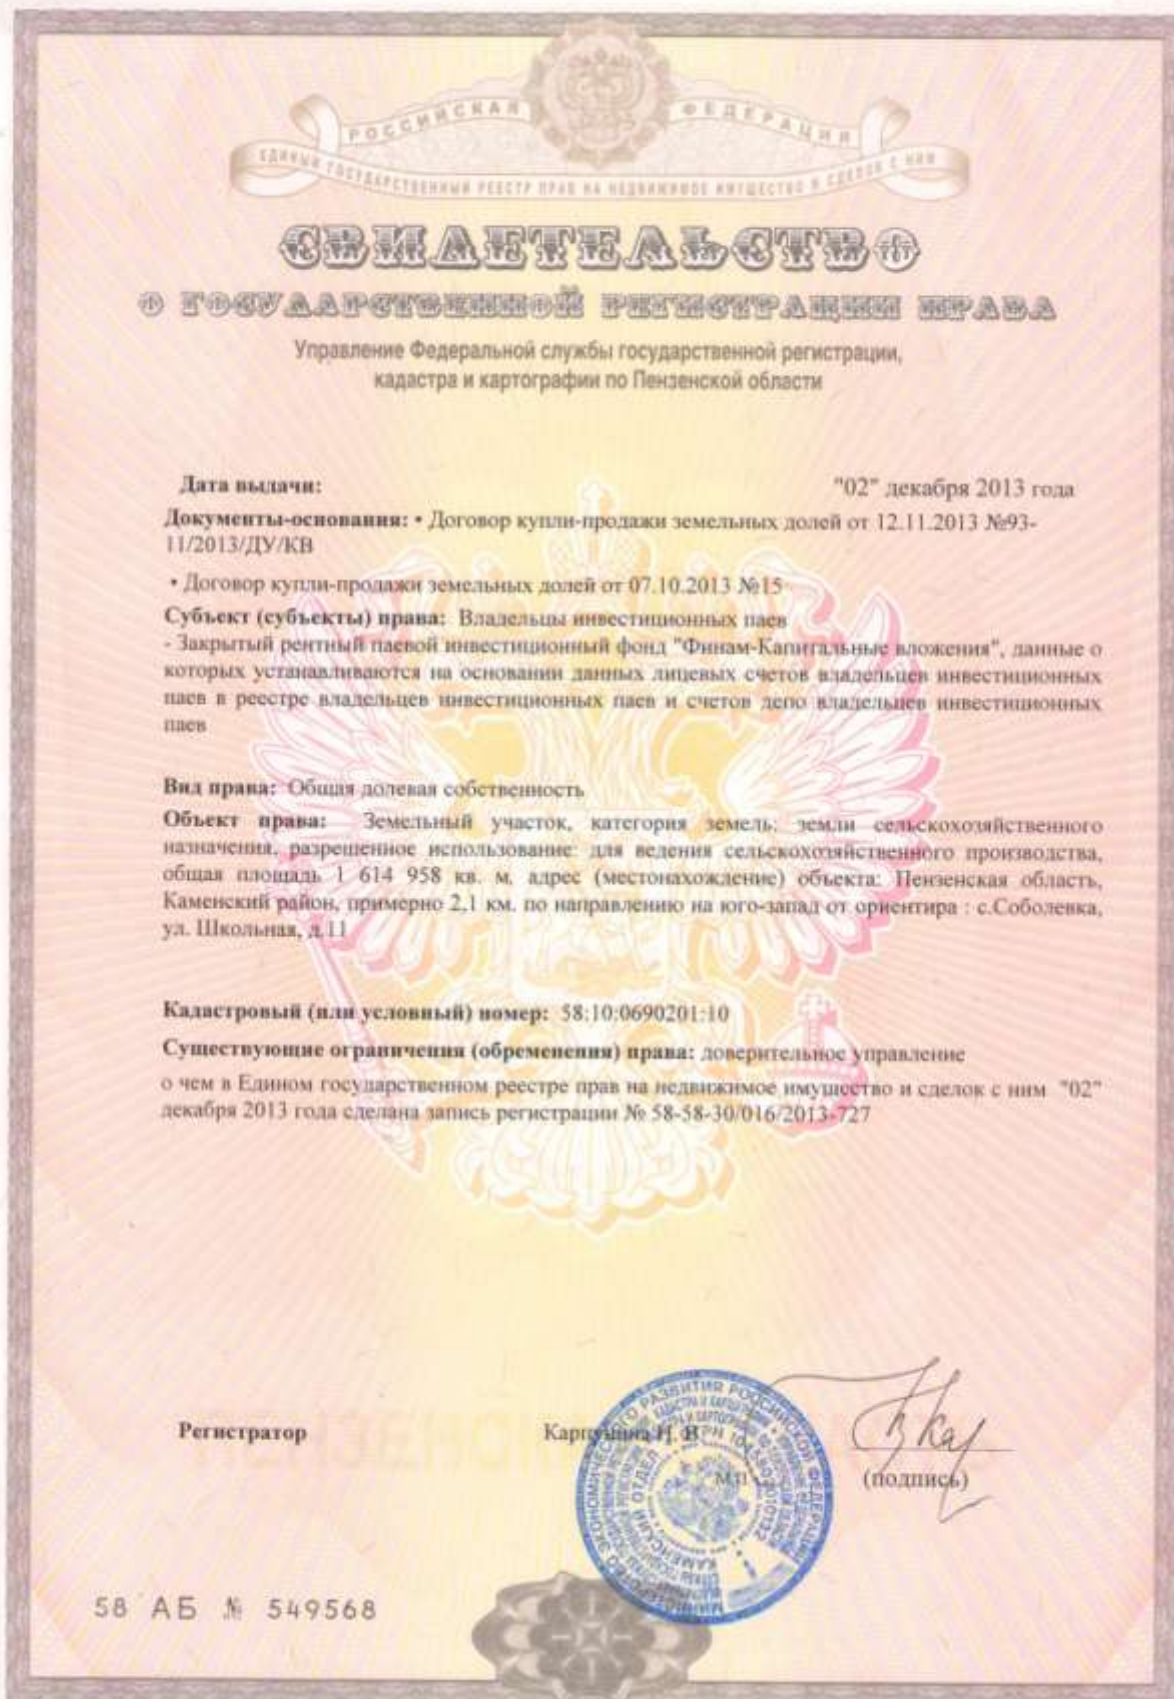 РОССИЙСКАЯ ФЕДЕРАЦИЯ
ЕДИНЫЙ ГОСУДАРСТВЕННЫЙ РЕЕСТР ПРАВ НА НЕДВИЖИМОЕ ИМУЩЕСТВО И СДЕЛОК С НИМ
СВИДЕТЕЛЬСТВО
О ГОСУДАРСТВЕННОЙ РЕГИСТРАЦИИ ПРАВА
Управление Федеральной службы государственной регистрации,
кадастра и картографии по Пензенской области
Дата выдачи: "02" декабря 2013 года
Документы-основания: • Договор купли-продажи земельных долей от 12.11.2013 №93-
11/2013/ДУ/КВ
• Договор купли-продажи земельных долей от 07.10.2013 №15
Субъект (субъекты) права: Владельцы инвестиционных паев
- Закрытый рентный паевой инвестиционный фонд "Финам-Капитальные вложения", данные о
которых устанавливаются на основании данных лицевых счетов владельцев инвестиционных
паев в реестре владельцев инвестиционных паев и счетов депо владельцев инвестиционных
паев
Вид права: Общая долевая собственность
Объект права: Земельный участок, категория земель: земли сельскохозяйственного
назначения, разрешенное использование: для ведения сельскохозяйственного производства,
общая площадь 1 614 958 кв. м, адрес (местонахождение) объекта: Пензенская область,
Каменский район, примерно 2,1 км. по направлению на юго-запад от ориентира : с.Соболевка,
ул. Школьная, д.11
Кадастровый (или условный) номер: 58:10:0690201:10
Существующие ограничения (обременения) права: доверительное управление
о чем в Едином государственном реестре прав на недвижимое имущество и сделок с ним "02"
декабря 2013 года сделана запись регистрации № 58-58-30/016/2013-727
Регистратор Н. В.
М.П.
(подпись)
МИНИСТЕРСТВО ЭКОНОМИЧЕСКОГО РАЗВИТИЯ РОССИЙСКОЙ ФЕДЕРАЦИИ
КАМЕНСКИЙ ОТДЕЛ
58 АБ № 549568